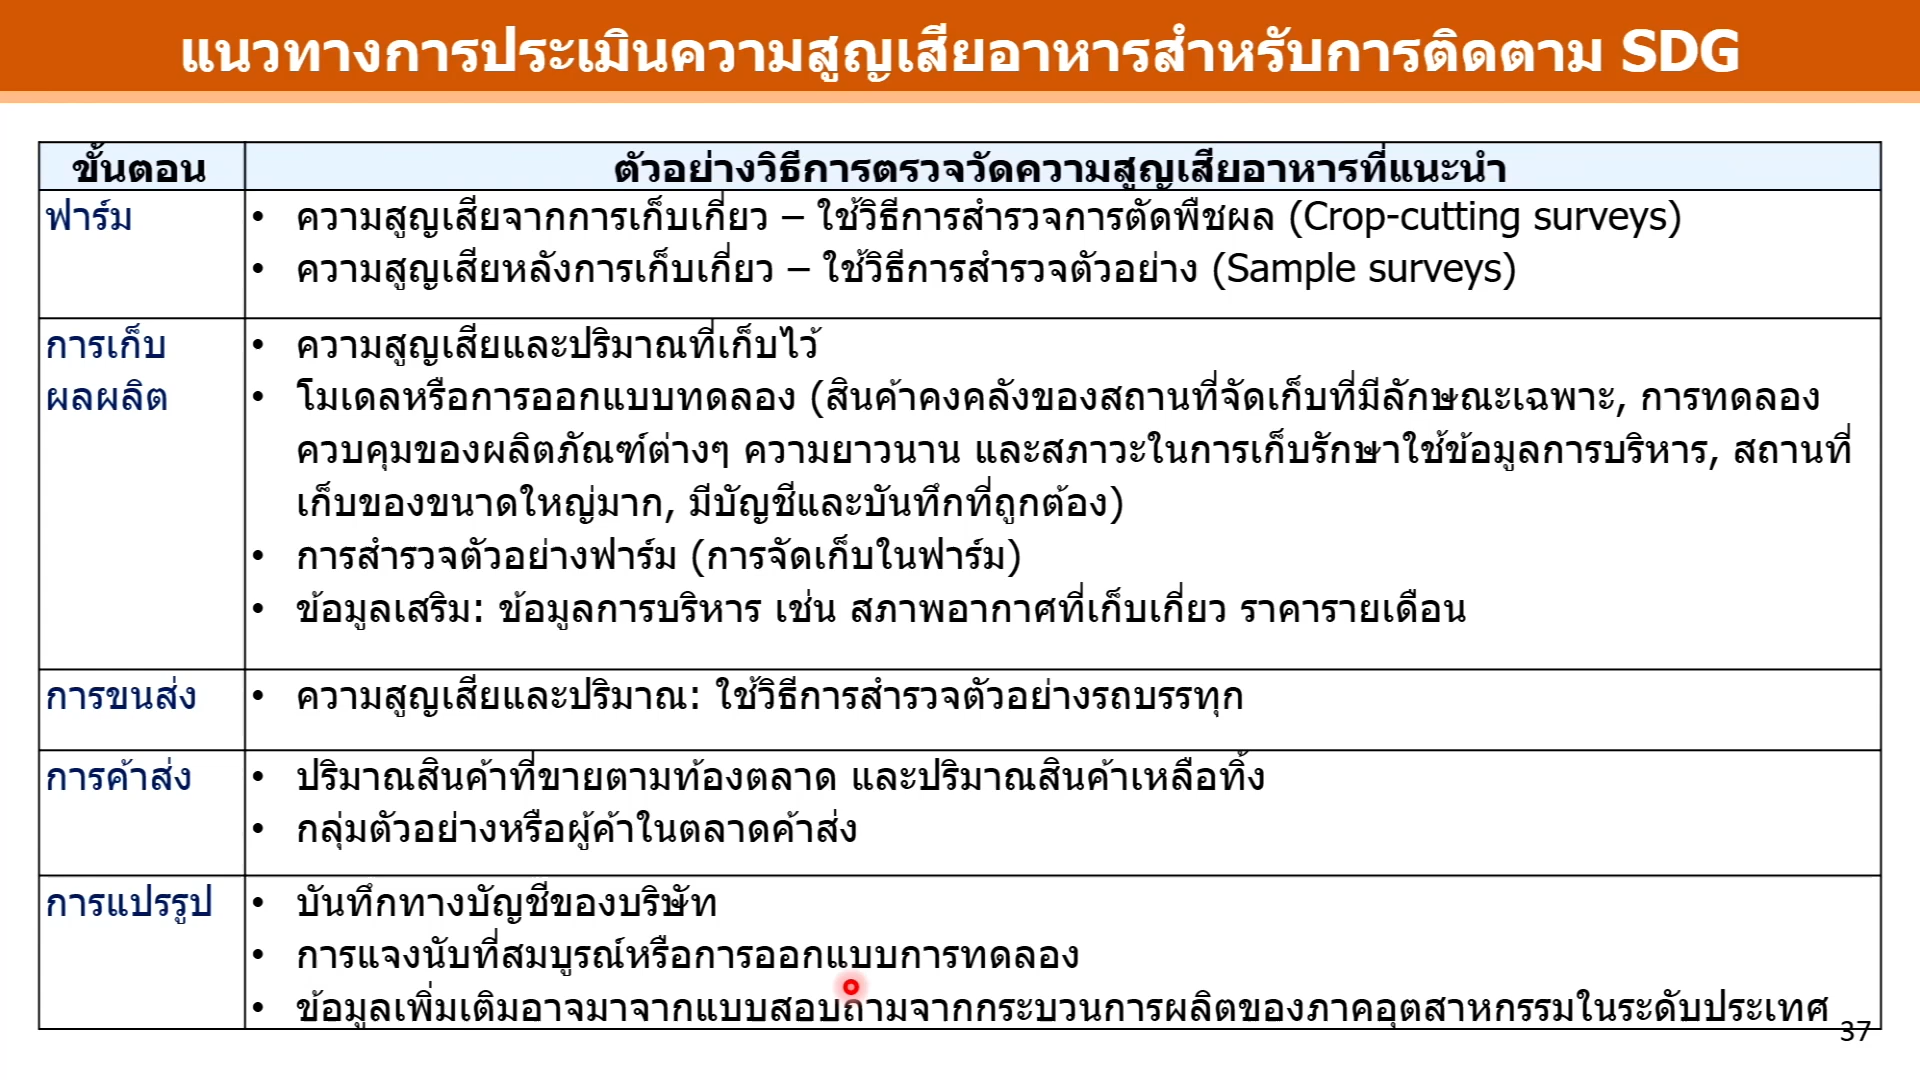 แนวทางการประเมินความสูญเสียอาหารสำหรับการติดตาม SDG
ขั้นตอน
ตัวอย่างวิธีการตรวจวัดความสูญเสียอาหารที่แนะนำ
ฟาร์ม
• ความสูญเสียจากการเก็บเกี่ยว – ใช้วิธีการสำรวจการตัดพืชผล (Crop-cutting surveys)
• ความสูญเสียหลังการเก็บเกี่ยว – ใช้วิธีการสำรวจตัวอย่าง (Sample surveys)
การเก็บ
ผลผลิต
• ความสูญเสียและปริมาณที่เก็บไว้
• โมเดลหรือการออกแบบทดลอง (สินค้าคงคลังของสถานที่จัดเก็บที่มีลักษณะเฉพาะ, การทดลอง
ควบคุมของผลิตภัณฑ์ต่างๆ ความยาวนาน และสภาวะในการเก็บรักษาใช้ข้อมูลการบริหาร, สถานที่
เก็บของขนาดใหญ่มาก, มีบัญชีและบันทึกที่ถูกต้อง)
• การสำรวจตัวอย่างฟาร์ม (การจัดเก็บในฟาร์ม)
• ข้อมูลเสริม: ข้อมูลการบริหาร เช่น สภาพอากาศที่เก็บเกี่ยว ราคารายเดือน
การขนส่ง
• ความสูญเสียและปริมาณ: ใช้วิธีการสำรวจตัวอย่างรถบรรทุก
การค้าส่ง
• ปริมาณสินค้าที่ขายตามท้องตลาด และปริมาณสินค้าเหลือทิ้ง
• กลุ่มตัวอย่างหรือผู้ค้าในตลาดค้าส่ง
การแปรรูป
• บันทึกทางบัญชีของบริษัท
• การแจงนับที่สมบูรณ์หรือการออกแบบการทดลอง
• ข้อมูลเพิ่มเติมอาจมาจากแบบสอบถามจากกระบวนการผลิตของภาคอุตสาหกรรมในระดับประเทศ
37